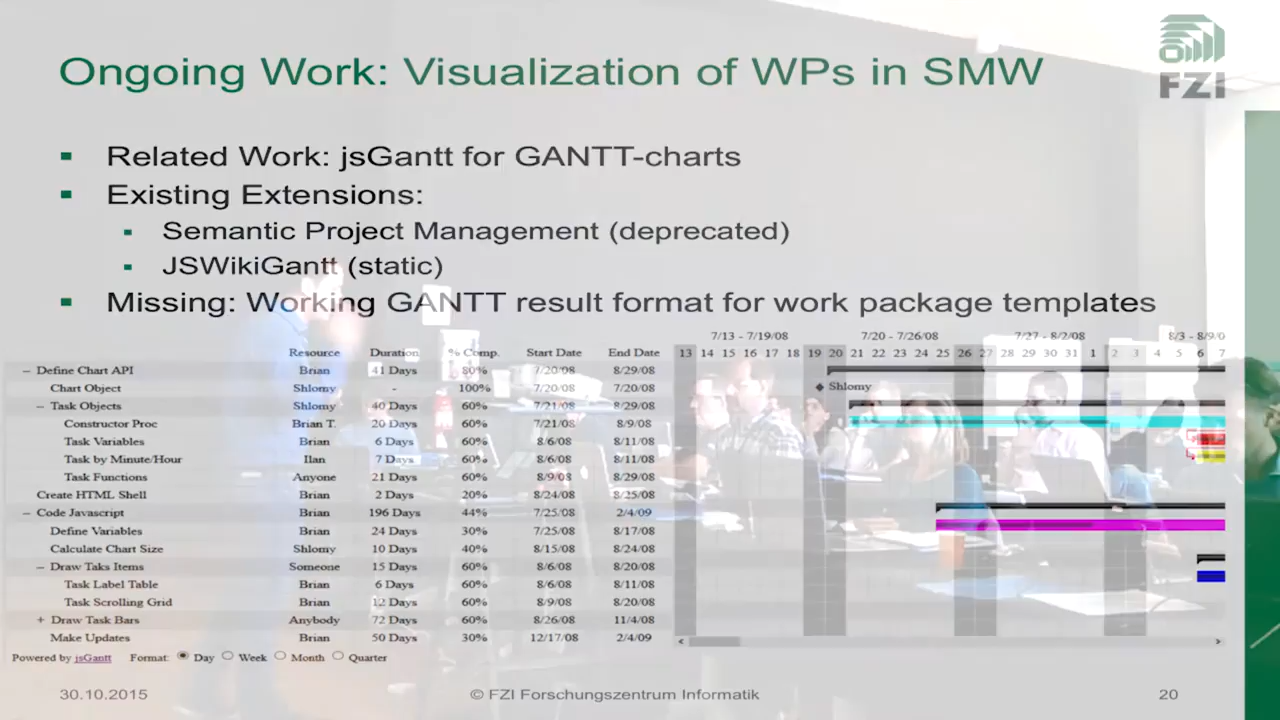 Ongoing Work: Visualization of WPs in SMW
FZI
Related Work: jsGantt for GANTT-charts
Existing Extensions:
Semantic Project Management (deprecated)
JSWikiGantt (static)
Missing: Working GANTT result format for work package templates
7/13 - 7/19/08 7/20 - 7/26/08 7/27 - 8/2/08 8/3 - 8/9/0
Resource Duration % Comp. Start Date End Date 13 14 15 16 17 18 19 20 21 22 23 24 25 26 27 28 29 30 31 1 2 3 4 5 6 7
– Define Chart API Brian 41 Days 80% 7/20/08 8/29/08
Chart Object Shlomy - 100% 7/20/08 7/20/08 Shlomy
– Task Objects Shlomy 40 Days 60% 7/21/08 8/29/08
Constructor Proc Brian T. 20 Days 60% 7/21/08 8/9/08
Task Variables Brian 6 Days 60% 8/6/08 8/11/08
Task by Minute/Hour Ilan 7 Days 60% 8/6/08 8/11/08
Task Functions Anyone 21 Days 60% 8/9/08 8/29/08
Create HTML Shell Brian 2 Days 20% 8/24/08 8/25/08
– Code Javascript Brian 196 Days 44% 7/25/08 2/4/09
Define Variables Brian 24 Days 30% 7/25/08 8/17/08
Calculate Chart Size Shlomy 10 Days 40% 8/15/08 8/24/08
– Draw Taks Items Someone 15 Days 60% 8/6/08 8/20/08
Task Label Table Brian 6 Days 60% 8/6/08 8/11/08
Task Scrolling Grid Brian 12 Days 60% 8/9/08 8/20/08
+ Draw Task Bars Anybody 72 Days 60% 8/26/08 11/4/08
Make Updates Brian 50 Days 30% 12/17/08 2/4/09
Powered by jsGantt Format: Day Week Month Quarter
30.10.2015 © FZI Forschungszentrum Informatik 20